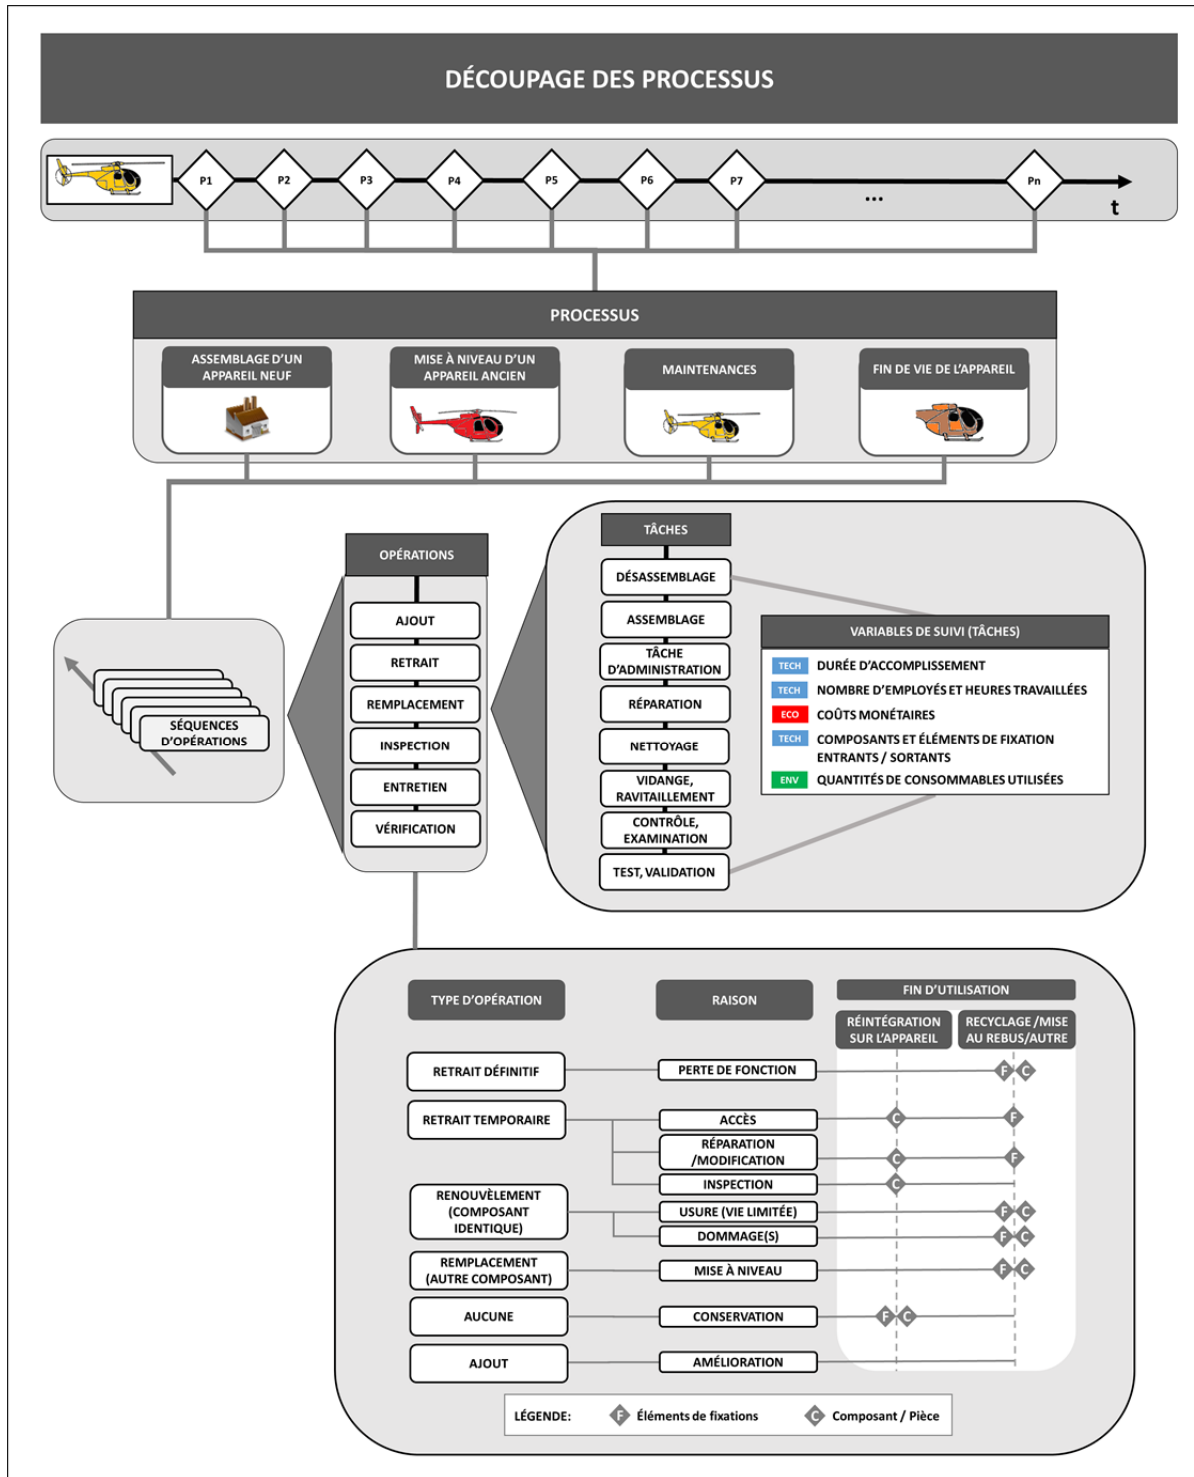 DÉCOUPAGE DES PROCESSUS
P1
P2
P3
P4
P5
P6
P7
...
Pn
t
PROCESSUS
ASSEMBLAGE D'UN
APPAREIL NEUF
MISE À NIVEAU D'UN
APPAREIL ANCIEN
MAINTENANCES
FIN DE VIE DE L'APPAREIL
SÉQUENCES
D'OPÉRATIONS
OPÉRATIONS
AJOUT
RETRAIT
REMPLACEMENT
INSPECTION
ENTRETIEN
VÉRIFICATION
TÂCHES
DÉSASSEMBLAGE
ASSEMBLAGE
TÂCHE
D'ADMINISTRATION
RÉPARATION
NETTOYAGE
VIDANGE,
RAVITAILLEMENT
CONTRÔLE,
EXAMINATION
TEST, VALIDATION
VARIABLES DE SUIVI (TÂCHES)
TECH DURÉE D'ACCOMPLISSEMENT
TECH NOMBRE D'EMPLOYÉS ET HEURES TRAVAILLÉES
ECO COÛTS MONÉTAIRES
TECH COMPOSANTS ET ÉLÉMENTS DE FIXATION
ENTRANTS / SORTANTS
ENV QUANTITÉS DE CONSOMMABLES UTILISÉES
TYPE D'OPÉRATION
RAISON
FIN D'UTILISATION
RÉINTÉGRATION
SUR L'APPAREIL
RECYCLAGE /MISE
AU REBUS/AUTRE
RETRAIT DÉFINITIF
PERTE DE FONCTION
F C
RETRAIT TEMPORAIRE
ACCÈS
C F
RÉPARATION
/MODIFICATION
C F
INSPECTION
C
RENOUVÈLEMENT
(COMPOSANT
IDENTIQUE)
USURE (VIE LIMITÉE)
F C
DOMMAGE(S)
F C
REMPLACEMENT
(AUTRE COMPOSANT)
MISE À NIVEAU
F C
AUCUNE
CONSERVATION
F C
AJOUT
AMÉLIORATION
LÉGENDE:
F Éléments de fixations
C Composant / Pièce